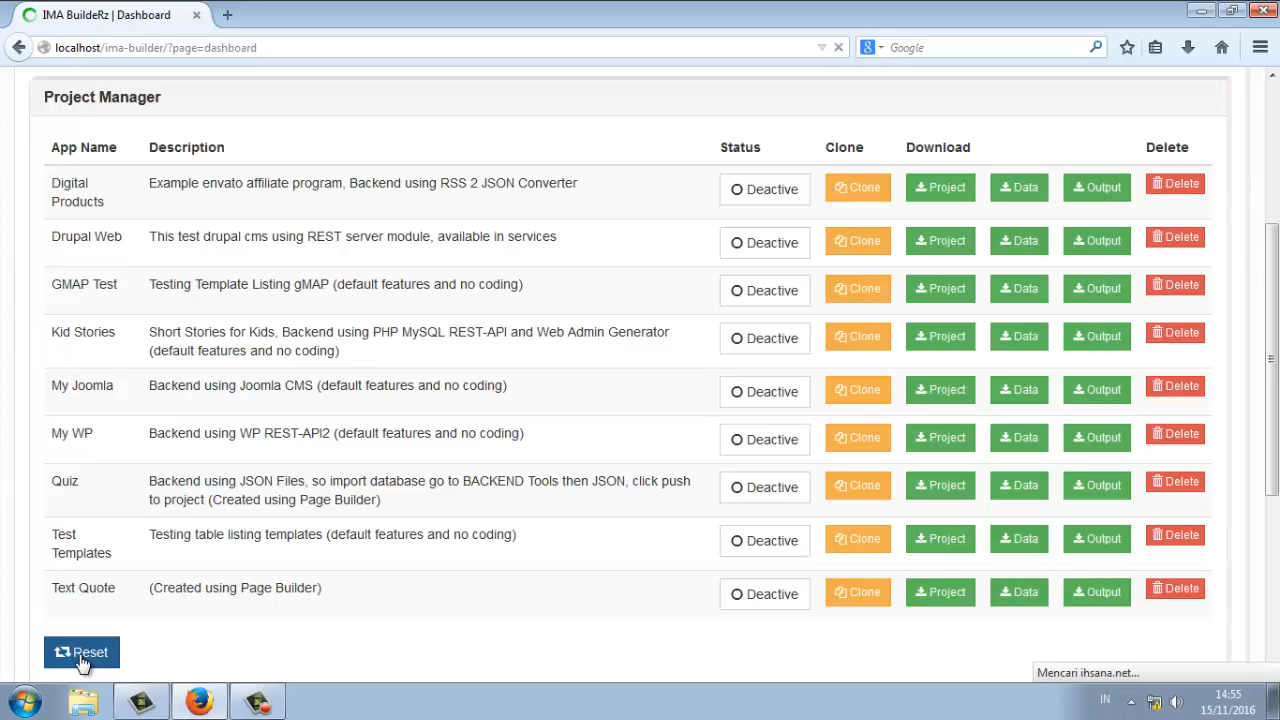 IMA BuildeRz | Dashboard
localhost/ima-builder/?page=dashboard
Google
Project Manager
App Name Description Status Clone Download Delete
Digital Products Example envato affiliate program, Backend using RSS 2 JSON Converter Deactive Clone Project Data Output Delete
Drupal Web This test drupal cms using REST server module, available in services Deactive Clone Project Data Output Delete
GMAP Test Testing Template Listing gMAP (default features and no coding) Deactive Clone Project Data Output Delete
Kid Stories Short Stories for Kids, Backend using PHP MySQL REST-API and Web Admin Generator Deactive Clone Project Data Output Delete
(default features and no coding)
My Joomla Backend using Joomla CMS (default features and no coding) Deactive Clone Project Data Output Delete
My WP Backend using WP REST-API2 (default features and no coding) Deactive Clone Project Data Output Delete
Quiz Backend using JSON Files, so import database go to BACKEND Tools then JSON, click push Deactive Clone Project Data Output Delete
to project (Created using Page Builder)
Test Templates Testing table listing templates (default features and no coding) Deactive Clone Project Data Output Delete
Text Quote (Created using Page Builder) Deactive Clone Project Data Output Delete
Reset
Mencari ihsana.net...
IN 14:55
15/11/2016